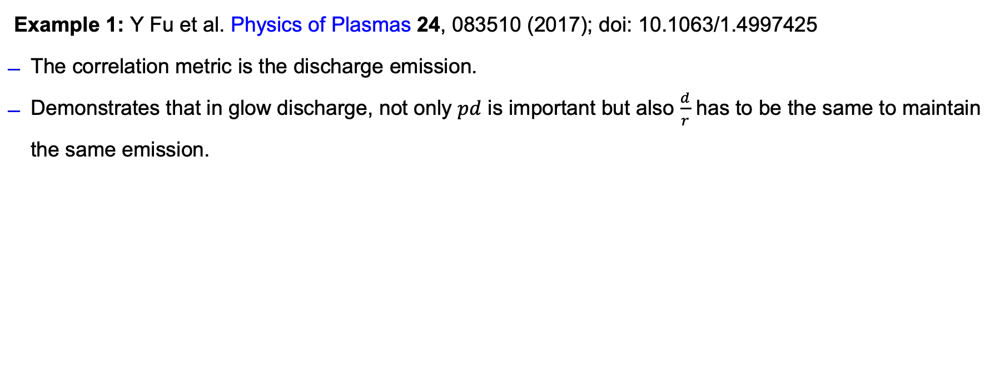 Example 1: Y Fu et al. Physics of Plasmas 24, 083510 (2017); doi: 10.1063/1.4997425
– The correlation metric is the discharge emission.
– Demonstrates that in glow discharge, not only pd is important but also d/r has to be the same to maintain
the same emission.